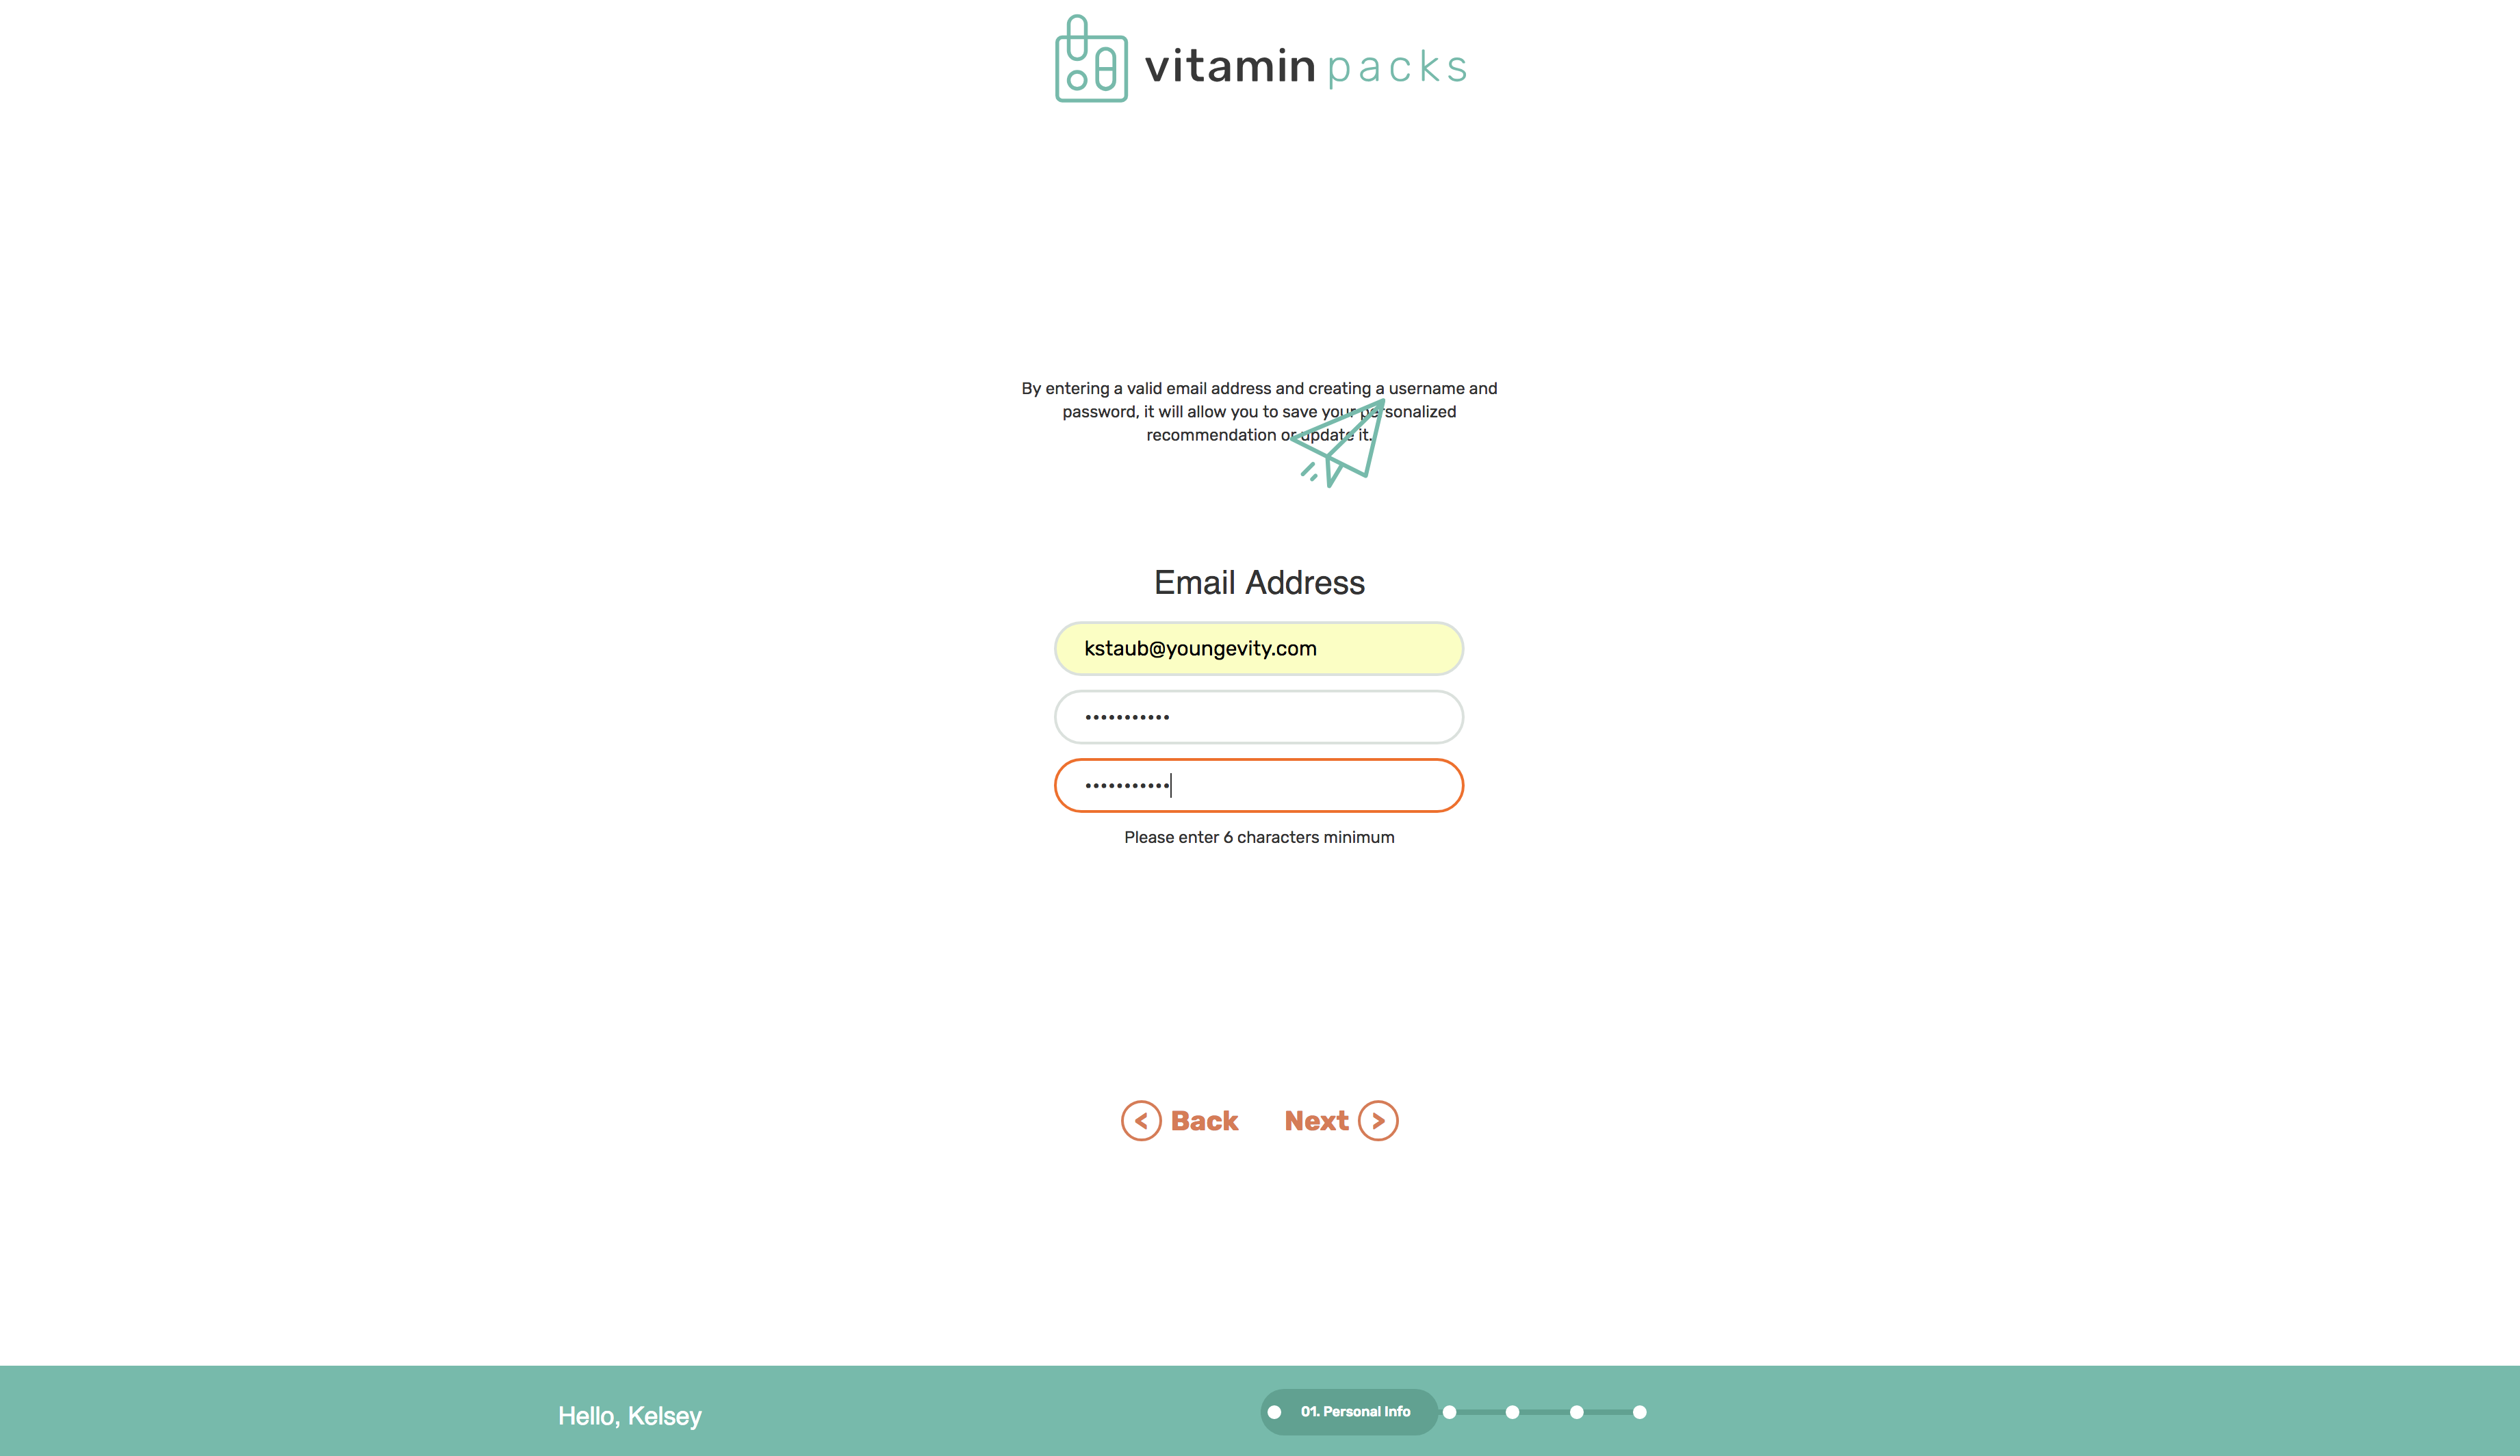 vitamin packs
By entering a valid email address and creating a username and
password, it will allow you to save your personalized
recommendation or update it.
Email Address
kstaub@youngevity.com
•••••••••••
•••••••••••
Please enter 6 characters minimum
< Back Next >
Hello, Kelsey
01. Personal Info